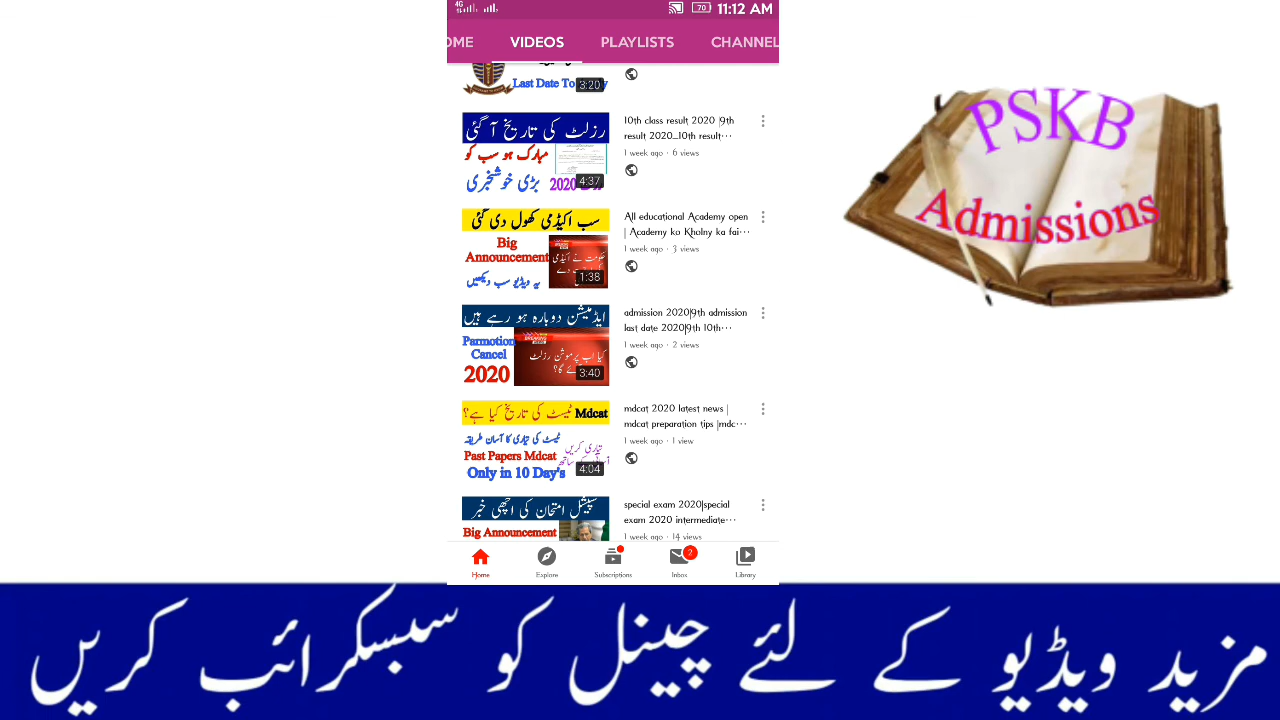 4G
70
11:12 AM
OME
VIDEOS
PLAYLISTS
CHANNEL
Last Date To
3:20
رزلٹ کی تاریخ آ گئی
مبارک ہو سب کو
بڑی خوشخبری
2020
4:37
10th class result 2020 |9th
result 2020_10th result...
1 week ago · 6 views
سب اکیڈمی کھول دی گئی
Big
Announcement
یہ ویڈیو سب دیکھیں
1:38
All educational Academy open
| Academy ko Kholny ka fai...
1 week ago · 3 views
ایڈمیشن دوبارہ ہو رہے ہیں
Parmotion
Cancel
2020
کیا اب پرموشن رزلٹ
3:40
admission 2020|9th admission
last date 2020|9th 10th...
1 week ago · 2 views
Mdcat ٹیسٹ کی تاریخ کیا ہے؟
ٹیسٹ کی تیاری کا آسان طریقہ
تیاری کریں
Past Papers Mdcat
Only in 10 Day's
4:04
mdcat 2020 latest news |
mdcat preparation tips |mdc...
1 week ago · 1 view
سپیشل امتحان کی اچھی خبر
Big Announcement
special exam 2020|special
exam 2020 intermediate...
1 week ago · 14 views
Home
Explore
Subscriptions
2
Inbox
Library
PSKB
Admissions
مزید ویڈیو کے لئے چینل کو سبسکرائب کریں